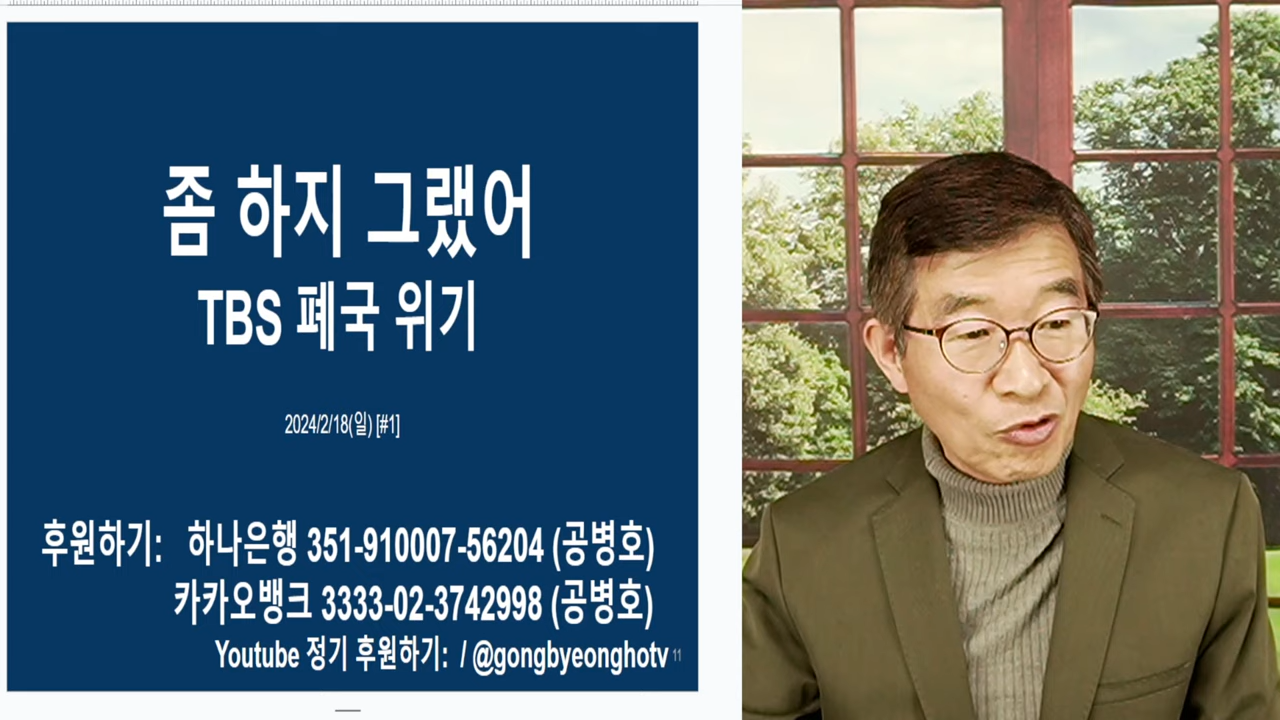 좀 하지 그랬어
TBS 폐국 위기
2024/2/18(일) [#1]
후원하기: 하나은행 351-910007-56204 (공병호)
카카오뱅크 3333-02-3742998 (공병호)
Youtube 정기 후원하기: / @gongbyeonghotv
11